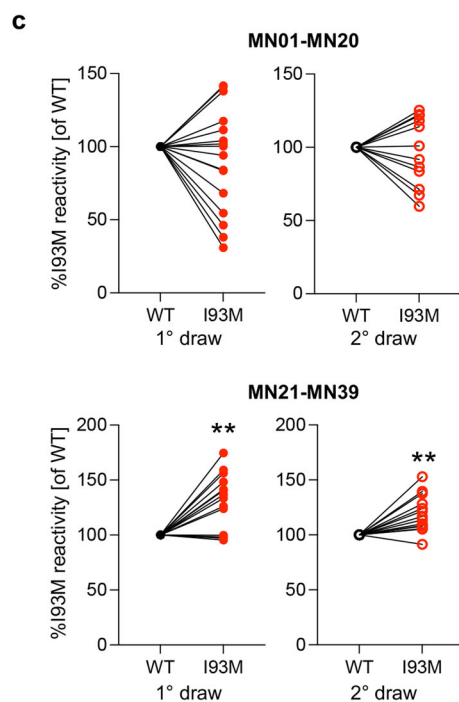 c
MN01-MN20
%I93M reactivity [of WT]
150
100
50
0
WT I93M
1° draw
150
100
50
0
WT I93M
2° draw
MN21-MN39
%I93M reactivity [of WT]
200
150
100
50
0
**
WT I93M
1° draw
200
150
100
50
0
**
WT I93M
2° draw